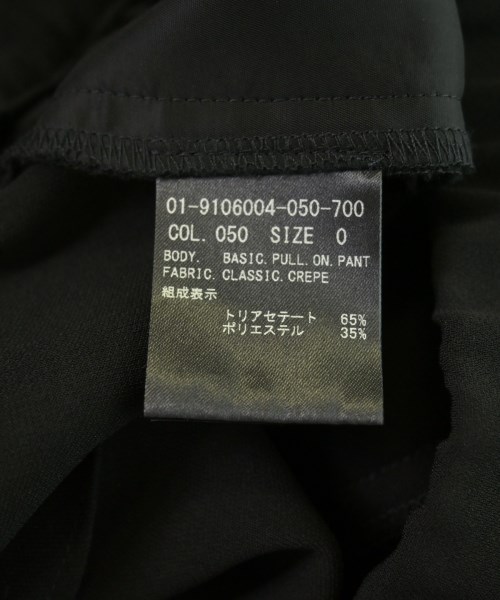 01-9106004-050-700
COL. 050 SIZE 0
BODY. BASIC. PULL. ON. PANT
FABRIC. CLASSIC. CREPE
組成表示
トリアセテート 65%
ポリエステル 35%